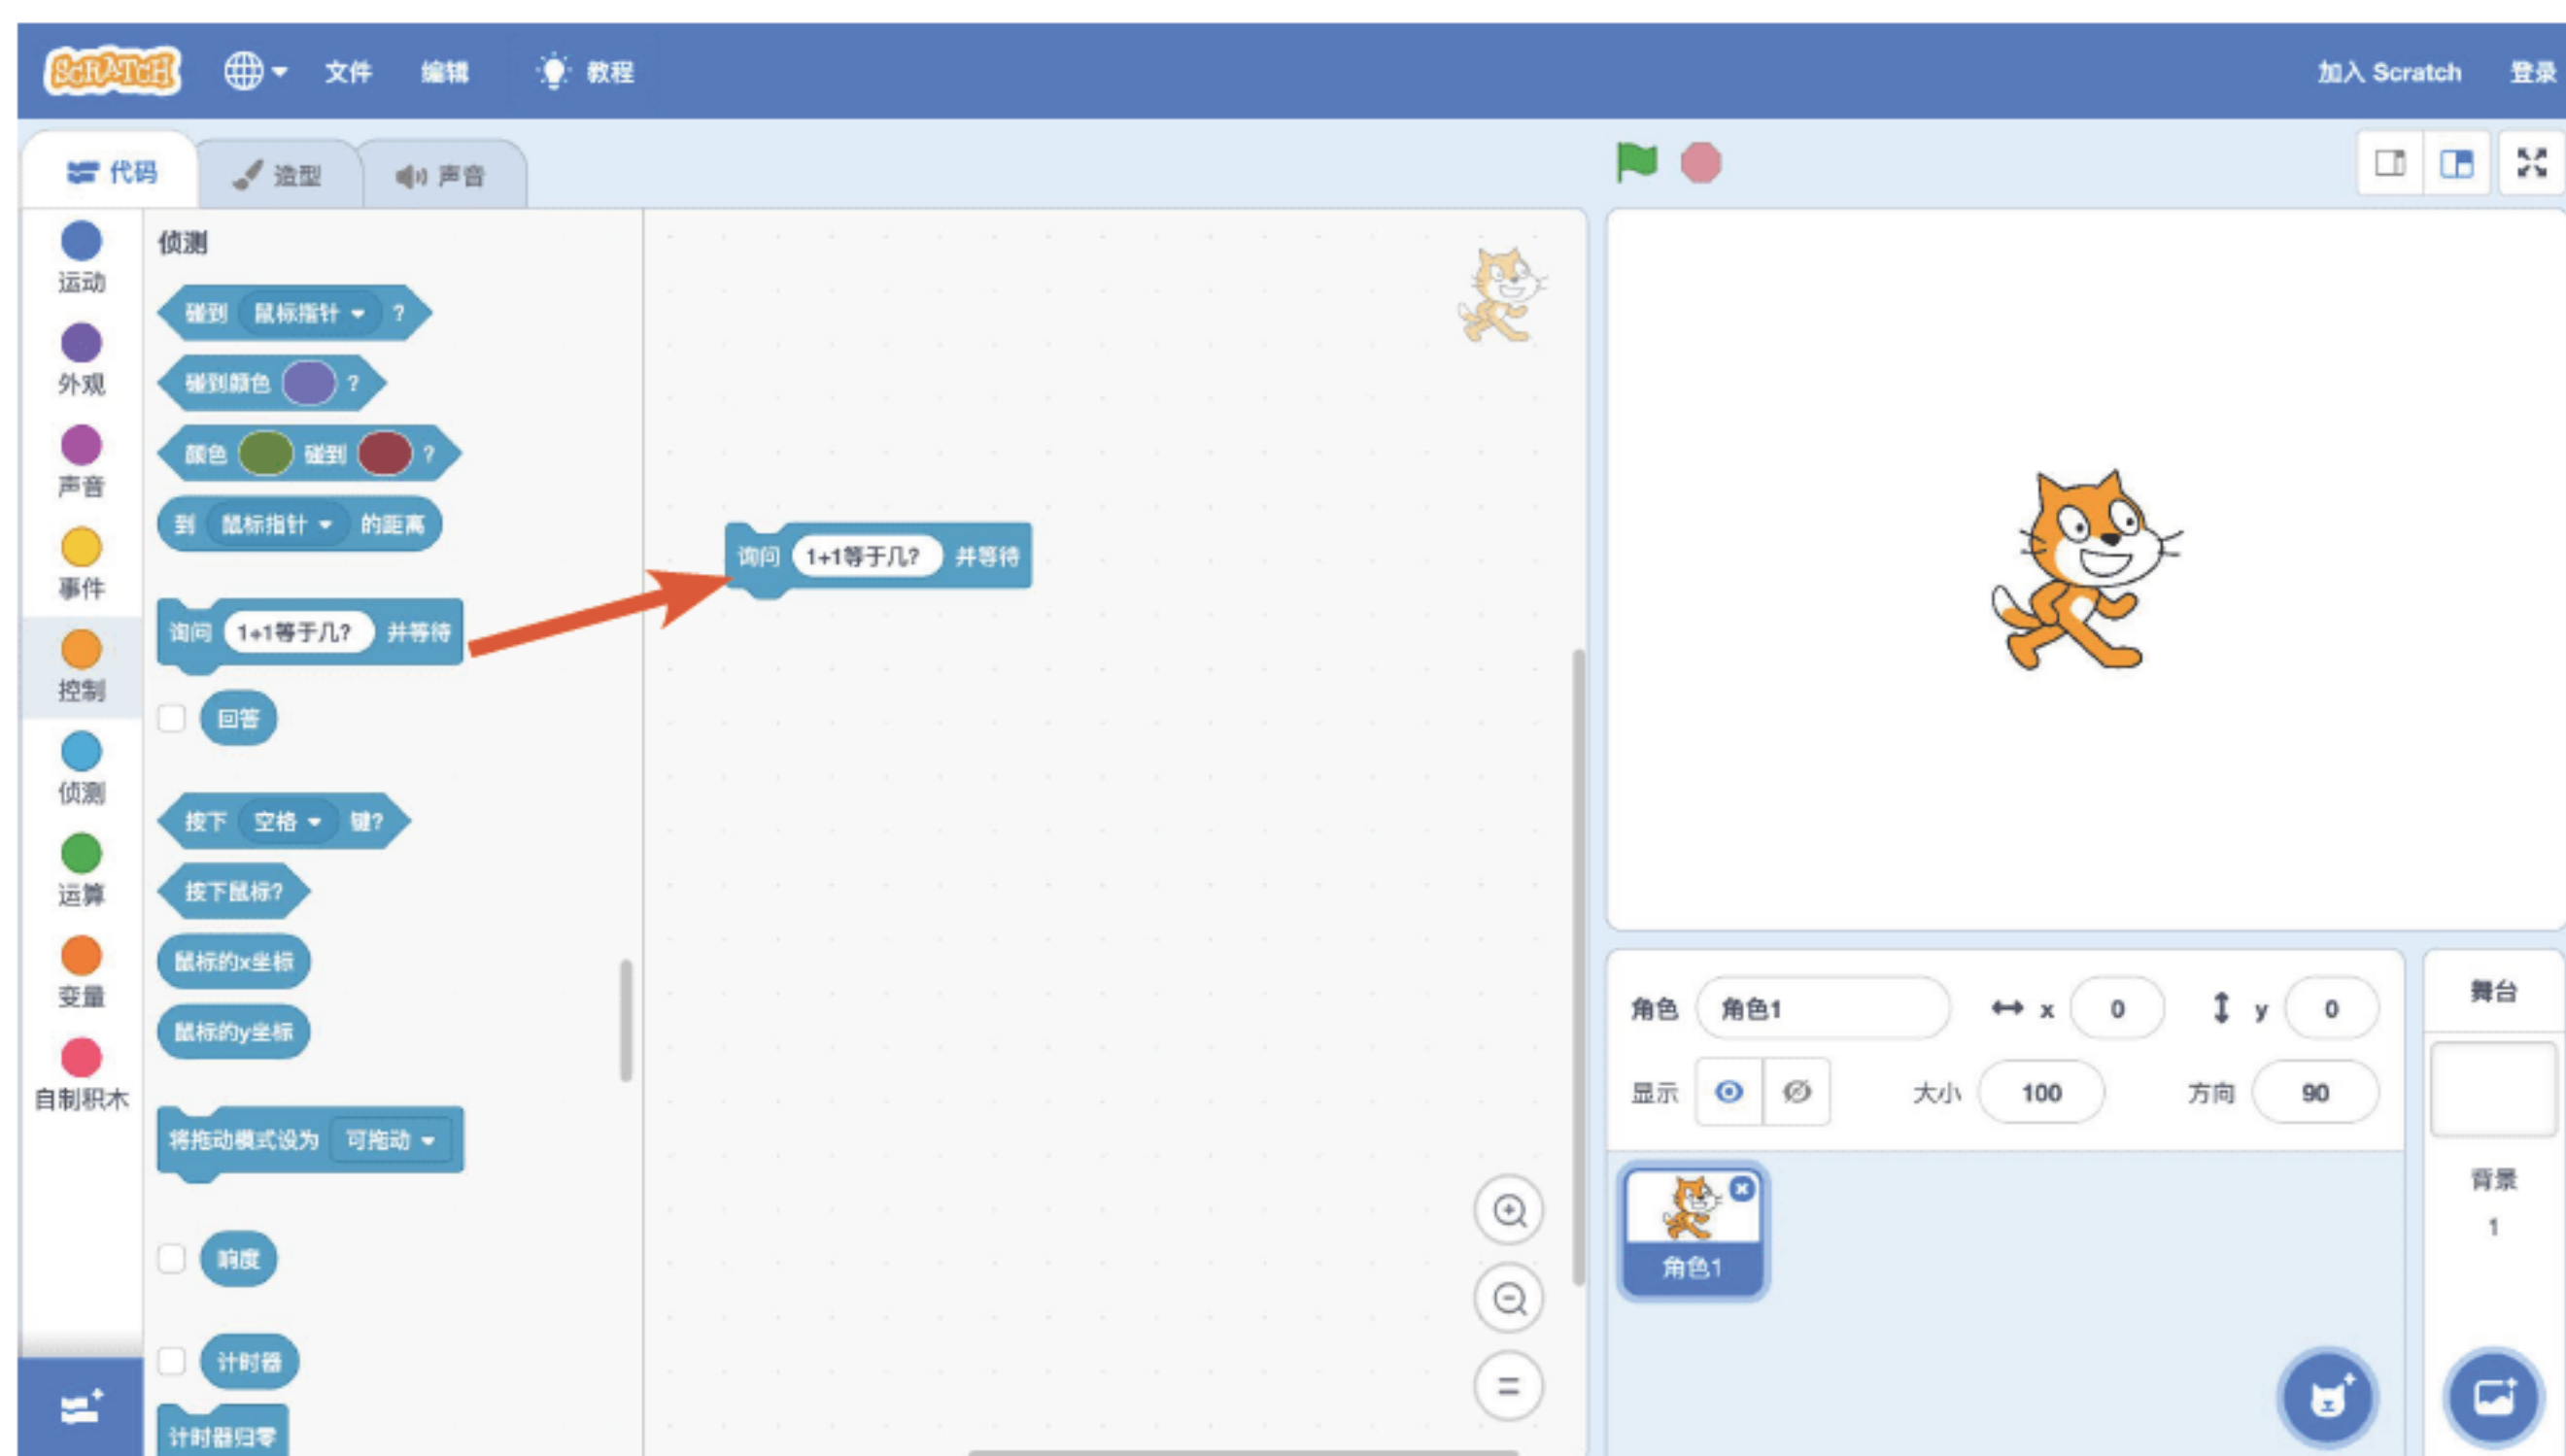 SCRATCH 文件 编辑 教程 加入 Scratch 登录
代码 造型 声音
运动
外观
声音
事件
控制
侦测
运算
变量
自制积木
侦测
碰到 鼠标指针 ?
碰到颜色 ?
颜色 碰到 ?
到 鼠标指针 的距离
询问 1+1等于几? 并等待
回答
按下 空格 键?
按下鼠标?
鼠标的x坐标
鼠标的y坐标
将拖动模式设为 可拖动
响度
计时器
计时器归零
询问 1+1等于几? 并等待
角色 角色1 x 0 y 0
显示 大小 100 方向 90
角色1
舞台
背景
1